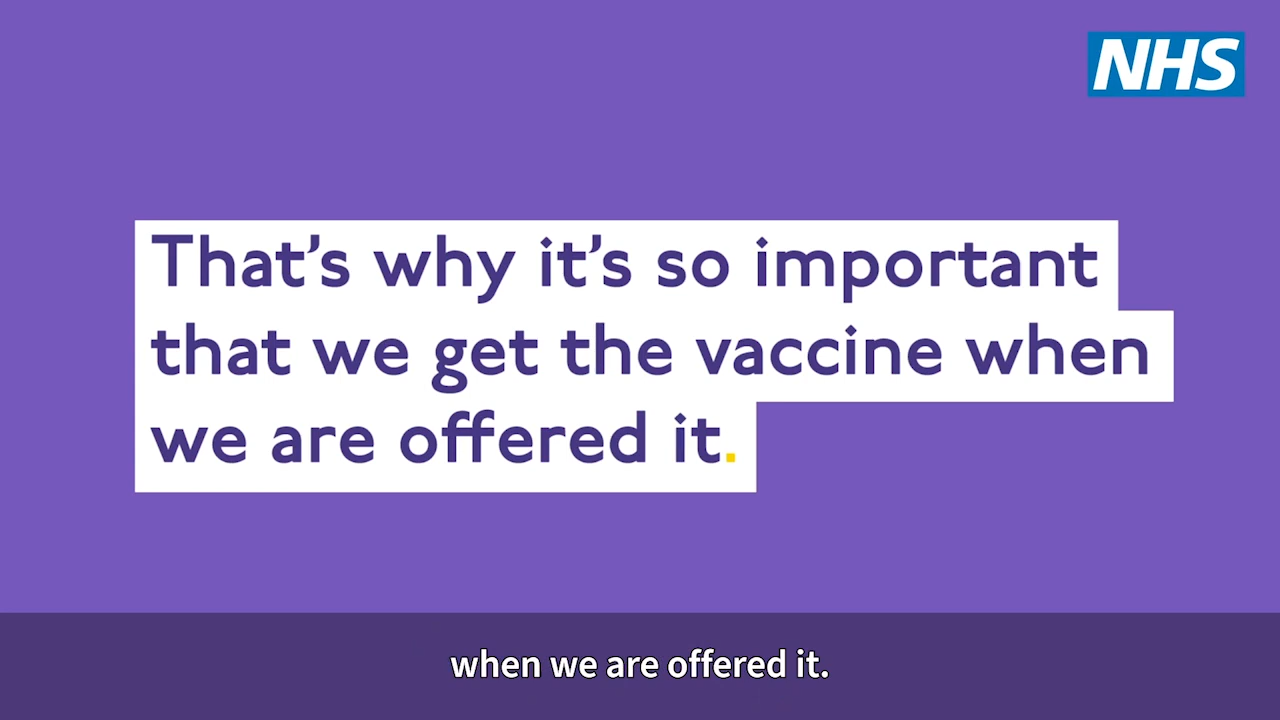 NHS
That’s why it’s so important
that we get the vaccine when
we are offered it.
when we are offered it.